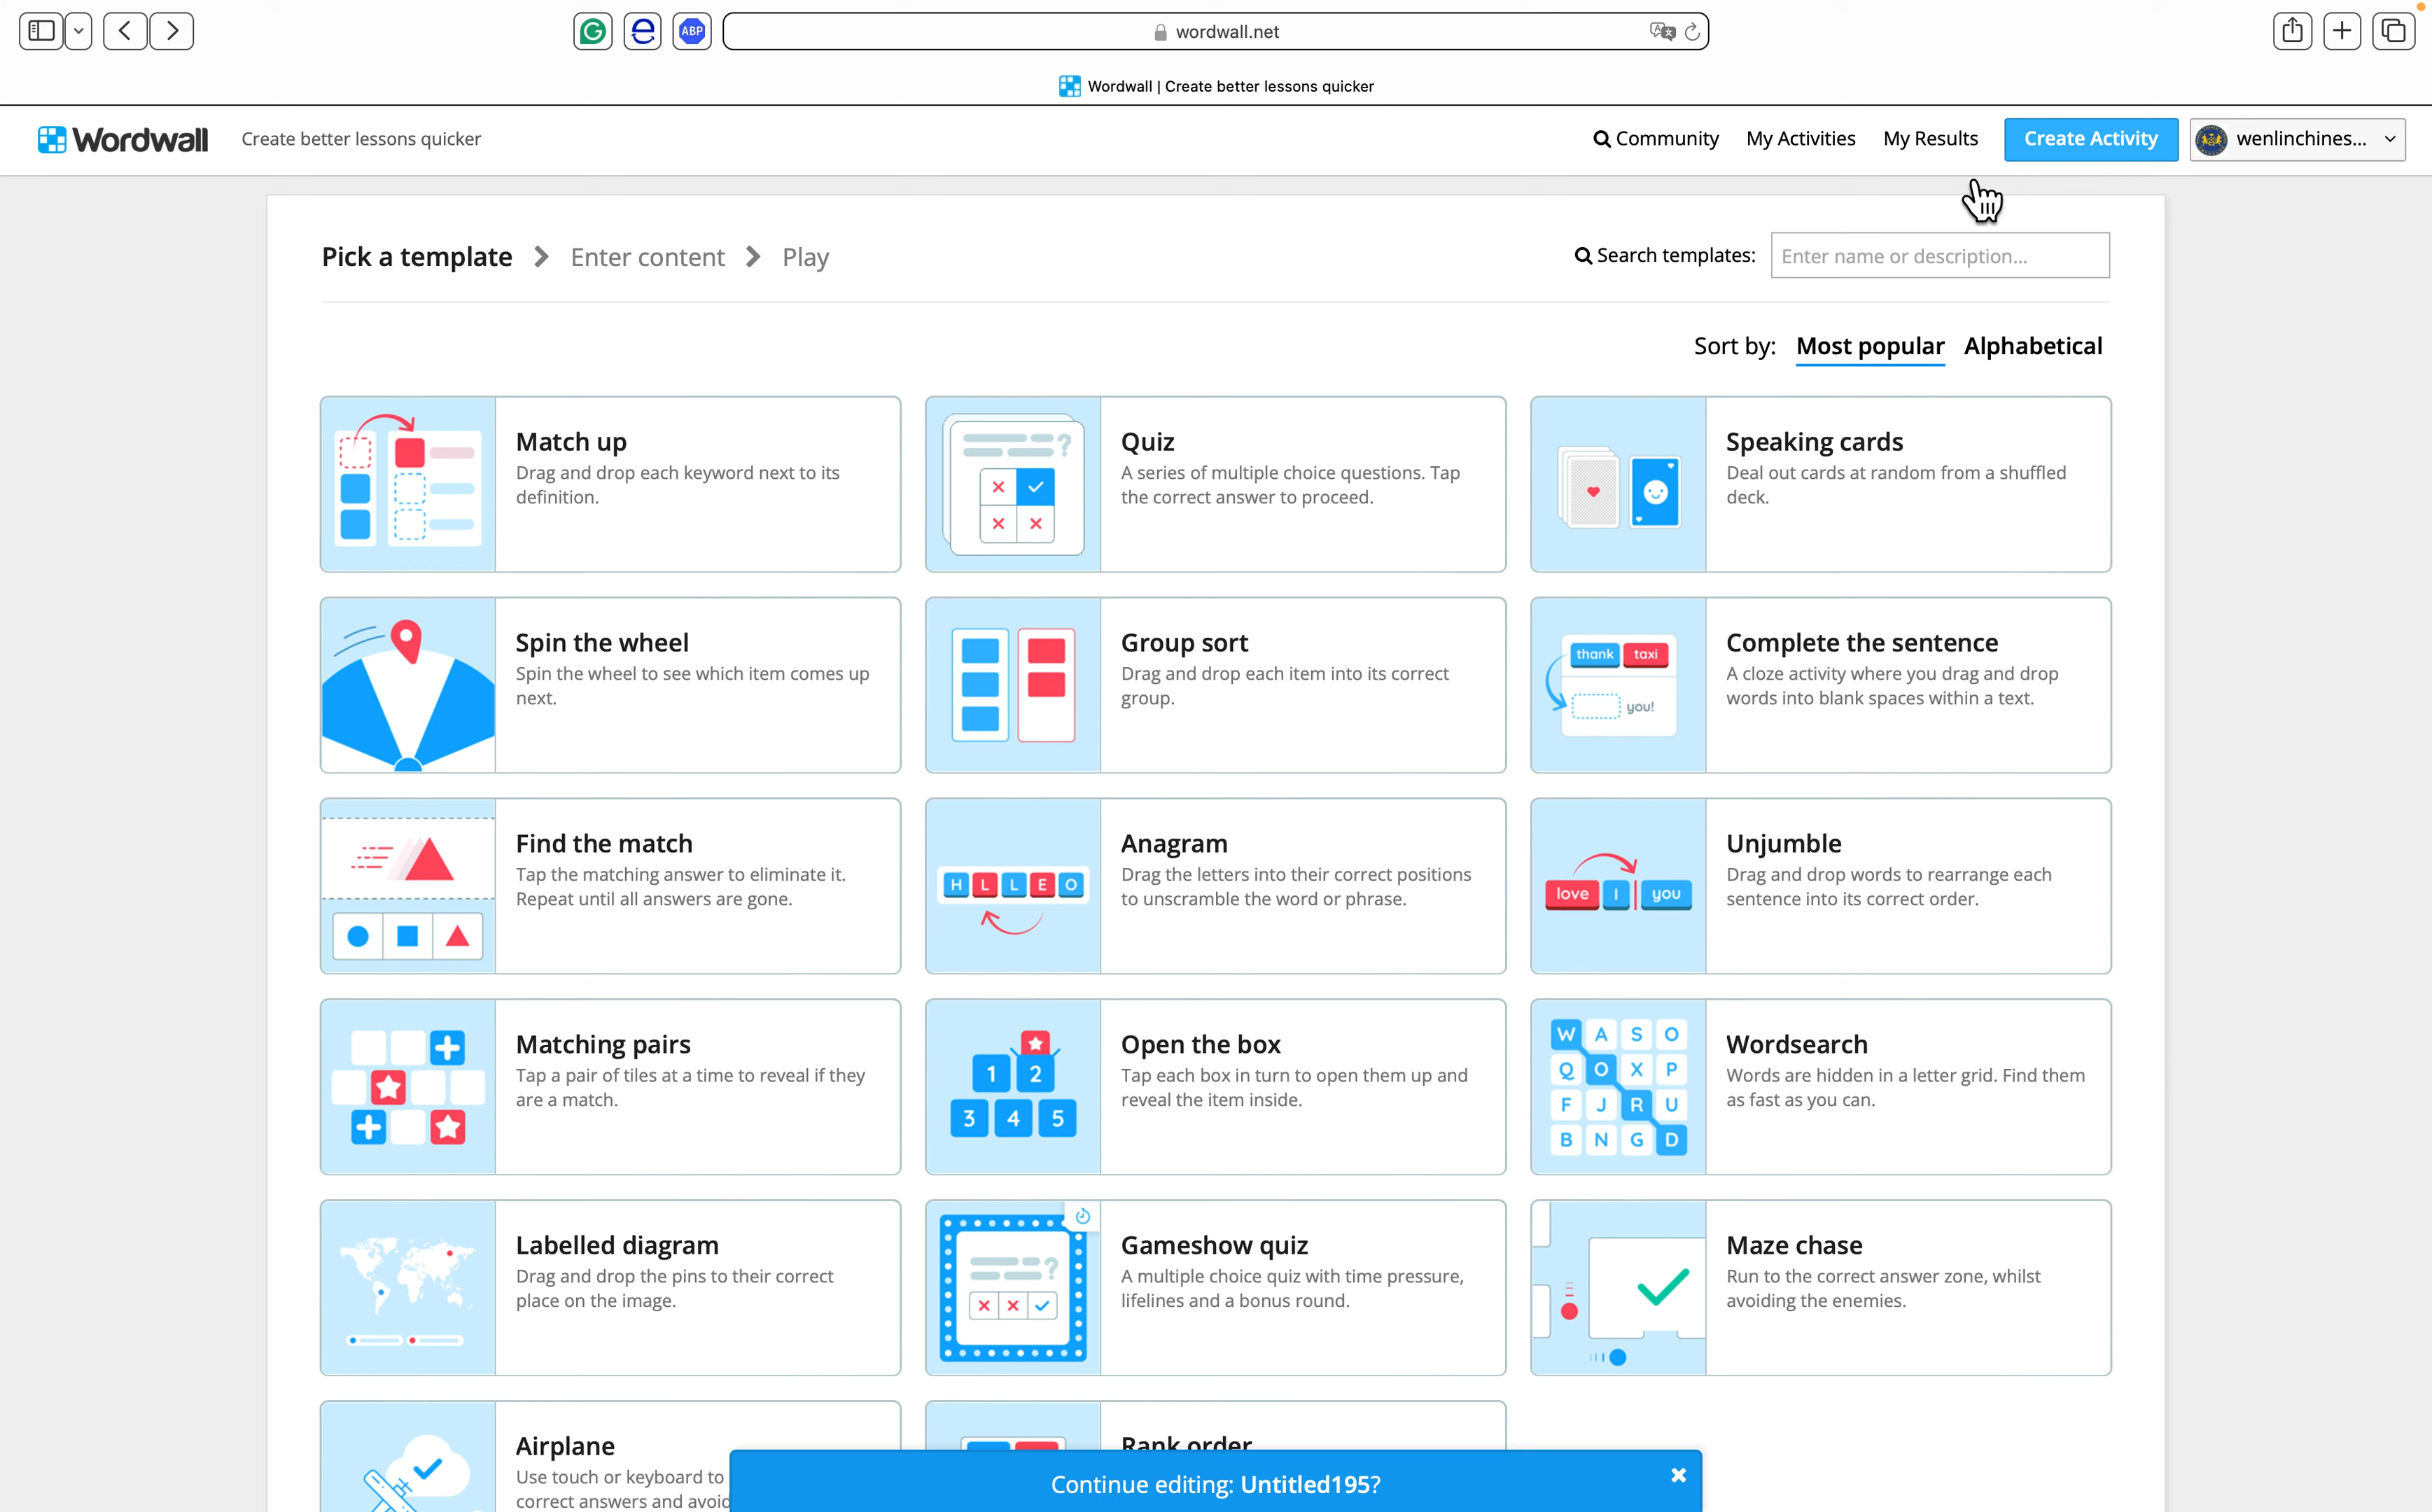 ABP
wordwall.net
Wordwall | Create better lessons quicker
Wordwall
Create better lessons quicker
Community
My Activities
My Results
Create Activity
wenlinchines...
Pick a template > Enter content > Play
Search templates: Enter name or description...
Sort by: Most popular Alphabetical
Match up
Drag and drop each keyword next to its
definition.
?
Quiz
A series of multiple choice questions. Tap
the correct answer to proceed.
Speaking cards
Deal out cards at random from a shuffled
deck.
Spin the wheel
Spin the wheel to see which item comes up
next.
Group sort
Drag and drop each item into its correct
group.
thank taxi
you!
Complete the sentence
A cloze activity where you drag and drop
words into blank spaces within a text.
Find the match
Tap the matching answer to eliminate it.
Repeat until all answers are gone.
H L L E O
Anagram
Drag the letters into their correct positions
to unscramble the word or phrase.
love I you
Unjumble
Drag and drop words to rearrange each
sentence into its correct order.
Matching pairs
Tap a pair of tiles at a time to reveal if they
are a match.
1 2
3 4 5
Open the box
Tap each box in turn to open them up and
reveal the item inside.
W A S O
Q O X P
F J R U
B N G D
Wordsearch
Words are hidden in a letter grid. Find them
as fast as you can.
Labelled diagram
Drag and drop the pins to their correct
place on the image.
?
Gameshow quiz
A multiple choice quiz with time pressure,
lifelines and a bonus round.
Maze chase
Run to the correct answer zone, whilst
avoiding the enemies.
Airplane
Use touch or keyboard to
correct answers and avoid
Rank order
Continue editing: Untitled195?